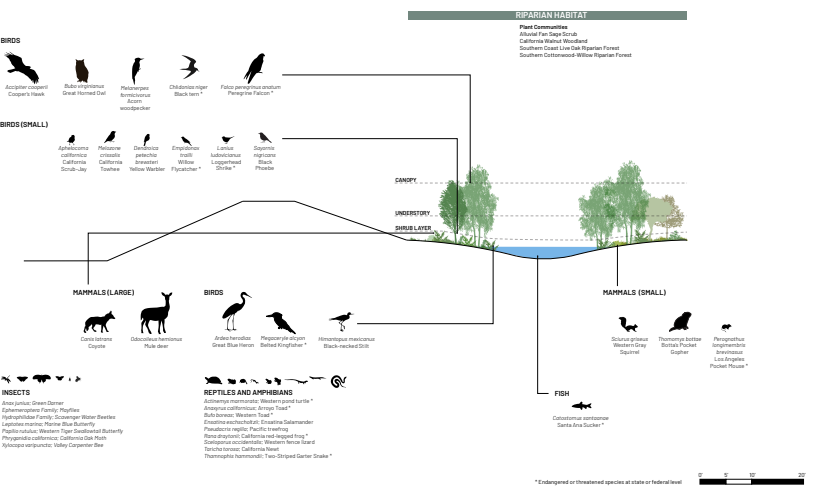 RIPARIAN HABITAT
Plant Communities
Alluvial Fan Sage Scrub
California Walnut Woodland
Southern Coast Live Oak Riparian Forest
Southern Cottonwood-Willow Riparian Forest
BIRDS
Accipiter cooperii
Cooper's Hawk
Bubo virginianus
Great Horned Owl
Melanerpes
formicivorus
Acorn
woodpecker
Chlidonias niger
Black tern *
Falco peregrinus anatum
Peregrine Falcon *
BIRDS (SMALL)
Aphelocoma
californica
California
Scrub-Jay
Melozone
crissalis
California
Towhee
Dendroica
petechia
brewsteri
Yellow Warbler
Empidonax
trailii
Willow
Flycatcher *
Lanius
ludovicianus
Loggerhead
Shrike *
Sayornis
nigricans
Black
Phoebe
CANOPY
UNDERSTORY
SHRUB LAYER
MAMMALS (LARGE)
Canis latrans
Coyote
Odocoileus hemionus
Mule deer
BIRDS
Ardea herodias
Great Blue Heron
Megaceryle alcyon
Belted Kingfisher *
Himantopus mexicanus
Black-necked Stilt
MAMMALS (SMALL)
Sciurus griseus
Western Gray
Squirrel
Thomomys bottae
Botta's Pocket
Gopher
Perognathus
longimembris
brevinasus
Los Angeles
Pocket Mouse *
INSECTS
Anax junius; Green Darner
Ephemeroptera Family; Mayflies
Hydrophilidae Family; Scavenger Water Beetles
Leptotes marina; Marine Blue Butterfly
Papilio rutulus; Western Tiger Swallowtail Butterfly
Phryganidia californica; California Oak Moth
Xylocopa varipuncta; Valley Carpenter Bee
REPTILES AND AMPHIBIANS
Actinemys marmorata; Western pond turtle *
Anaxyrus californicus; Arroyo Toad *
Bufo boreas; Western Toad *
Ensatina eschscholtzii; Ensatina Salamander
Pseudacris regilla; Pacific treefrog
Rana draytonii; California red-legged frog *
Sceloporus occidentalis; Western fence lizard
Taricha torosa; California Newt
Thamnophis hammondii; Two-Striped Garter Snake *
FISH
Catostomus santaanae
Santa Ana Sucker *
* Endangered or threatened species at state or federal level
0' 5' 10' 20'